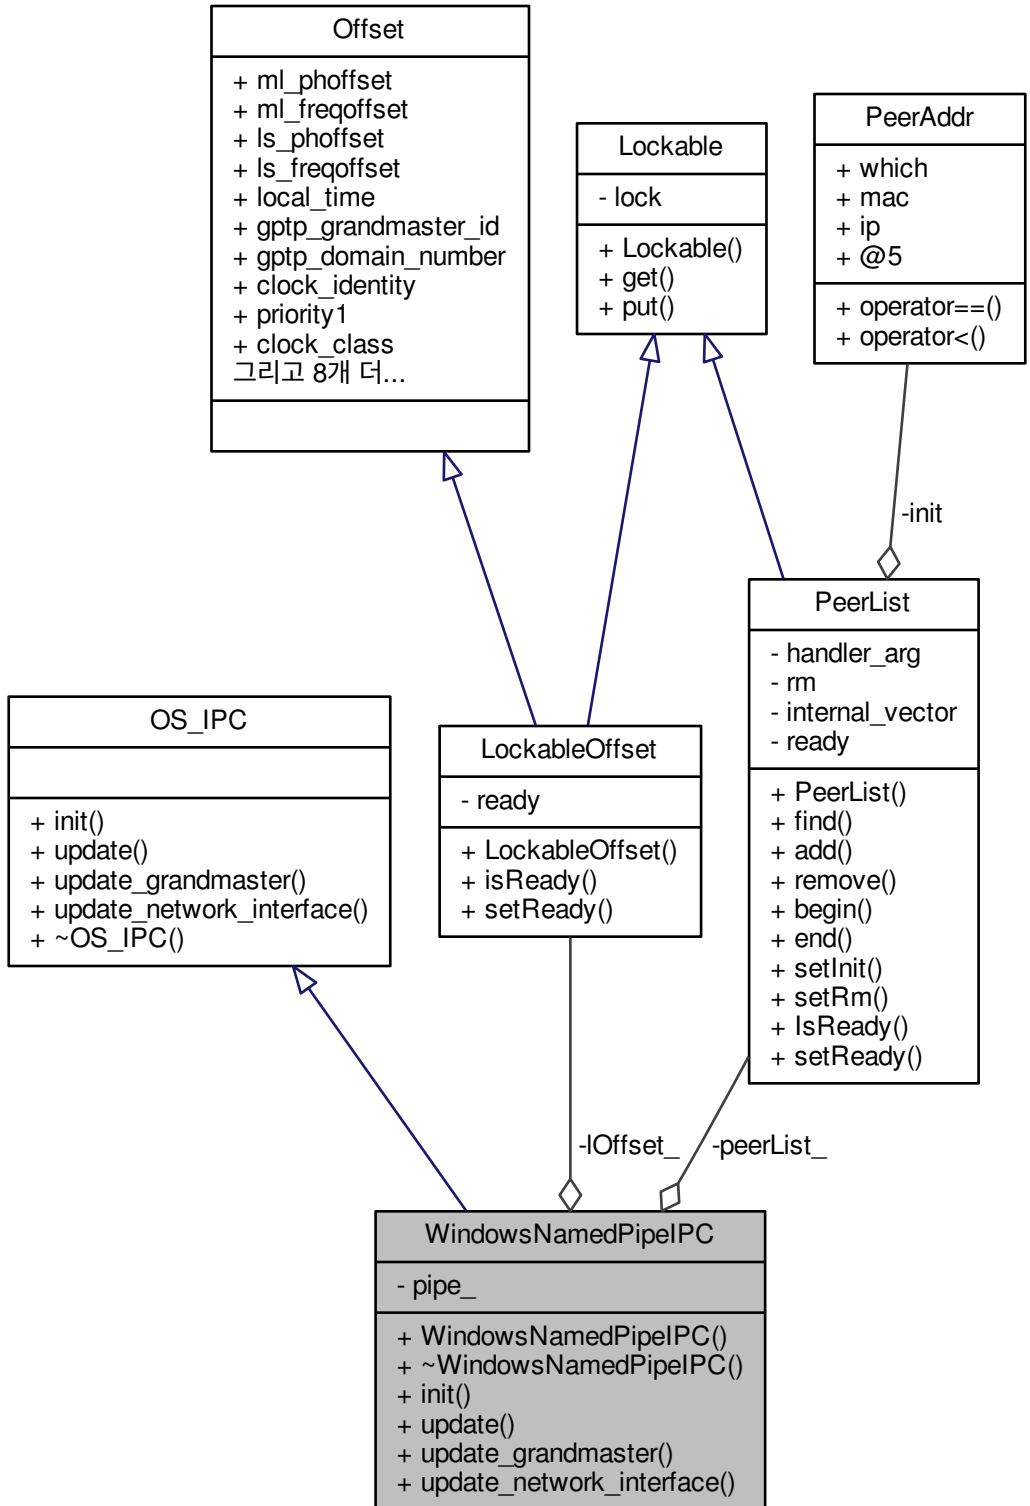 Offset
+ ml_phoffset
+ ml_freqoffset
+ ls_phoffset
+ ls_freqoffset
+ local_time
+ gptp_grandmaster_id
+ gptp_domain_number
+ clock_identity
+ priority1
+ clock_class
그리고 8개 더...
Lockable
- lock
+ Lockable()
+ get()
+ put()
PeerAddr
+ which
+ mac
+ ip
+ @5
+ operator==()
+ operator<()
-init
PeerList
- handler_arg
- rm
- internal_vector
- ready
+ PeerList()
+ find()
+ add()
+ remove()
+ begin()
+ end()
+ setInit()
+ setRm()
+ IsReady()
+ setReady()
OS_IPC
+ init()
+ update()
+ update_grandmaster()
+ update_network_interface()
+ ~OS_IPC()
LockableOffset
- ready
+ LockableOffset()
+ isReady()
+ setReady()
-lOffset_
-peerList_
WindowsNamedPipeIPC
- pipe_
+ WindowsNamedPipeIPC()
+ ~WindowsNamedPipeIPC()
+ init()
+ update()
+ update_grandmaster()
+ update_network_interface()